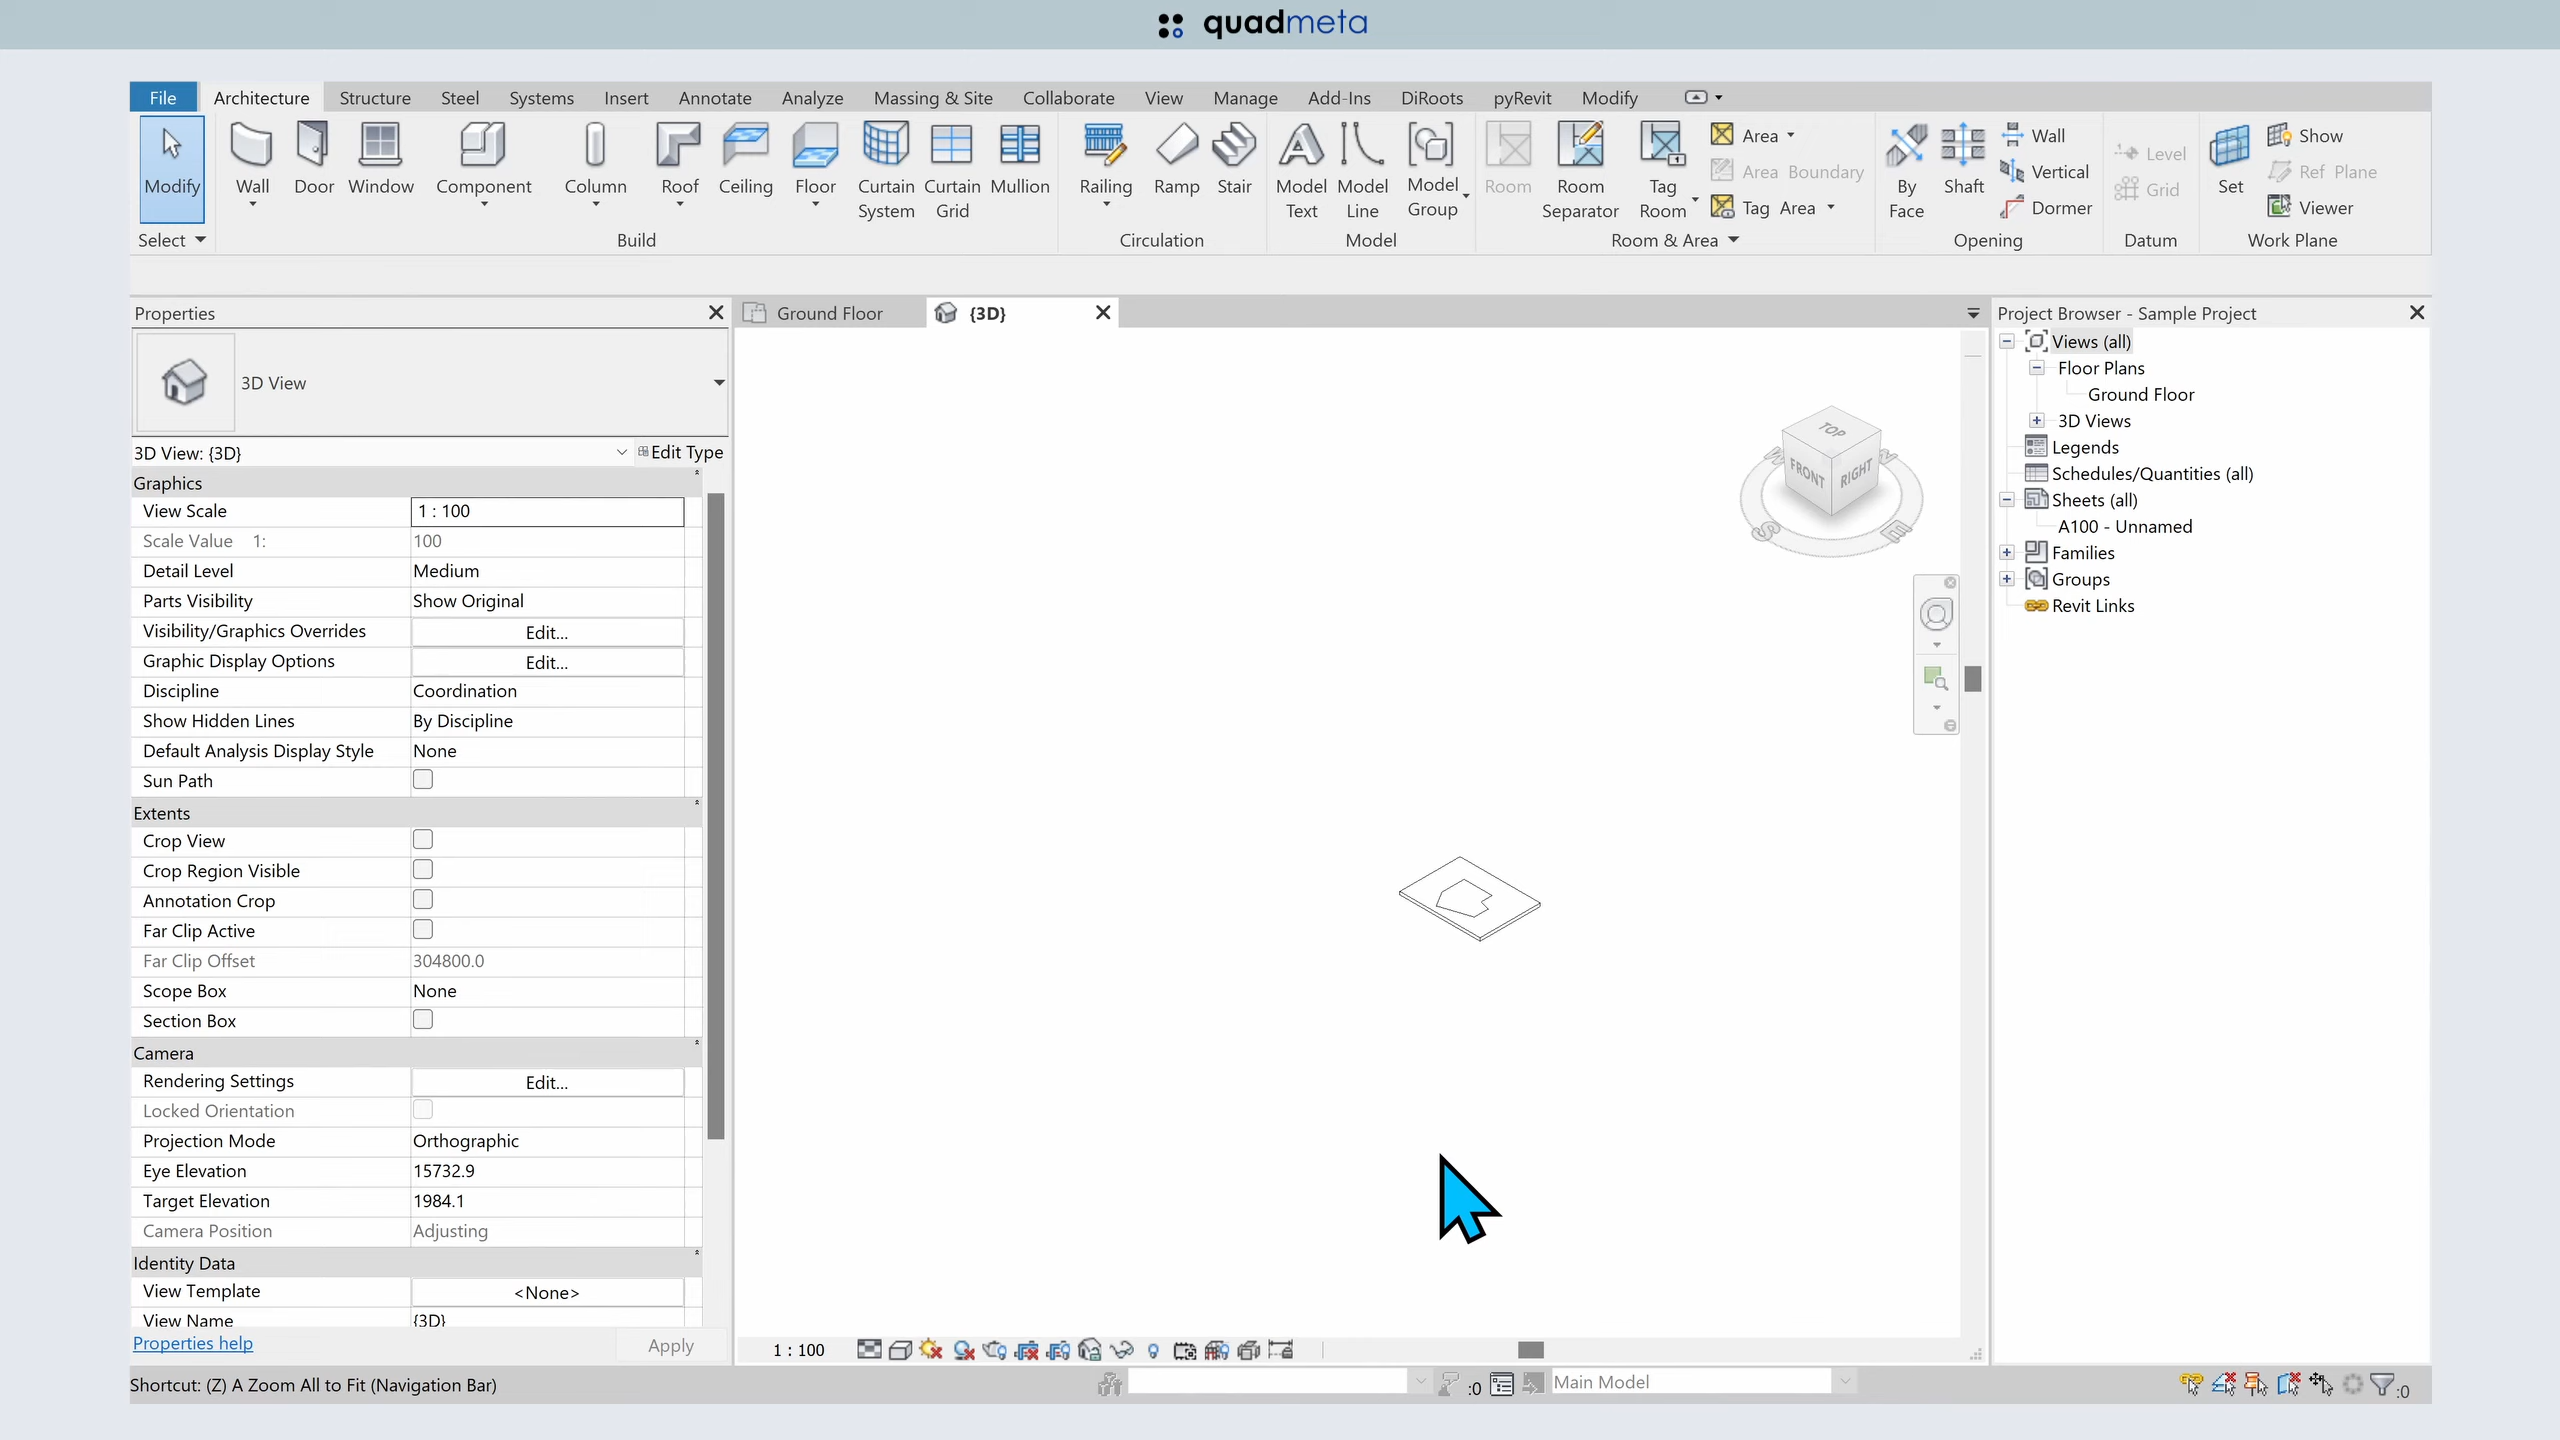 quadmeta
File Architecture Structure Steel Systems Insert Annotate Analyze Massing & Site Collaborate View Manage Add-Ins DiRoots pyRevit Modify
Modify
Select
Wall Door Window Component Column Roof Ceiling Floor Curtain System Curtain Grid Mullion
Build
Railing Ramp Stair
Circulation
Model Text Model Line Model Group
Model
Room Room Separator Tag Room
Area
Area Boundary
Tag Area
Room & Area
By Face Shaft
Wall
Vertical
Dormer
Opening
Level
Grid
Datum
Set
Show
Ref Plane
Viewer
Work Plane
Properties
3D View
3D View: {3D} Edit Type
Graphics
View Scale 1 : 100
Scale Value 1: 100
Detail Level Medium
Parts Visibility Show Original
Visibility/Graphics Overrides Edit...
Graphic Display Options Edit...
Discipline Coordination
Show Hidden Lines By Discipline
Default Analysis Display Style None
Sun Path
Extents
Crop View
Crop Region Visible
Annotation Crop
Far Clip Active
Far Clip Offset 304800.0
Scope Box None
Section Box
Camera
Rendering Settings Edit...
Locked Orientation
Projection Mode Orthographic
Eye Elevation 15732.9
Target Elevation 1984.1
Camera Position Adjusting
Identity Data
View Template <None>
View Name {3D}
Properties help Apply
Ground Floor {3D}
TOP
FRONT RIGHT
S E
1 : 100
Project Browser - Sample Project
Views (all)
Floor Plans
Ground Floor
3D Views
Legends
Schedules/Quantities (all)
Sheets (all)
A100 - Unnamed
Families
Groups
Revit Links
Shortcut: (Z) A Zoom All to Fit (Navigation Bar) :0 Main Model :0